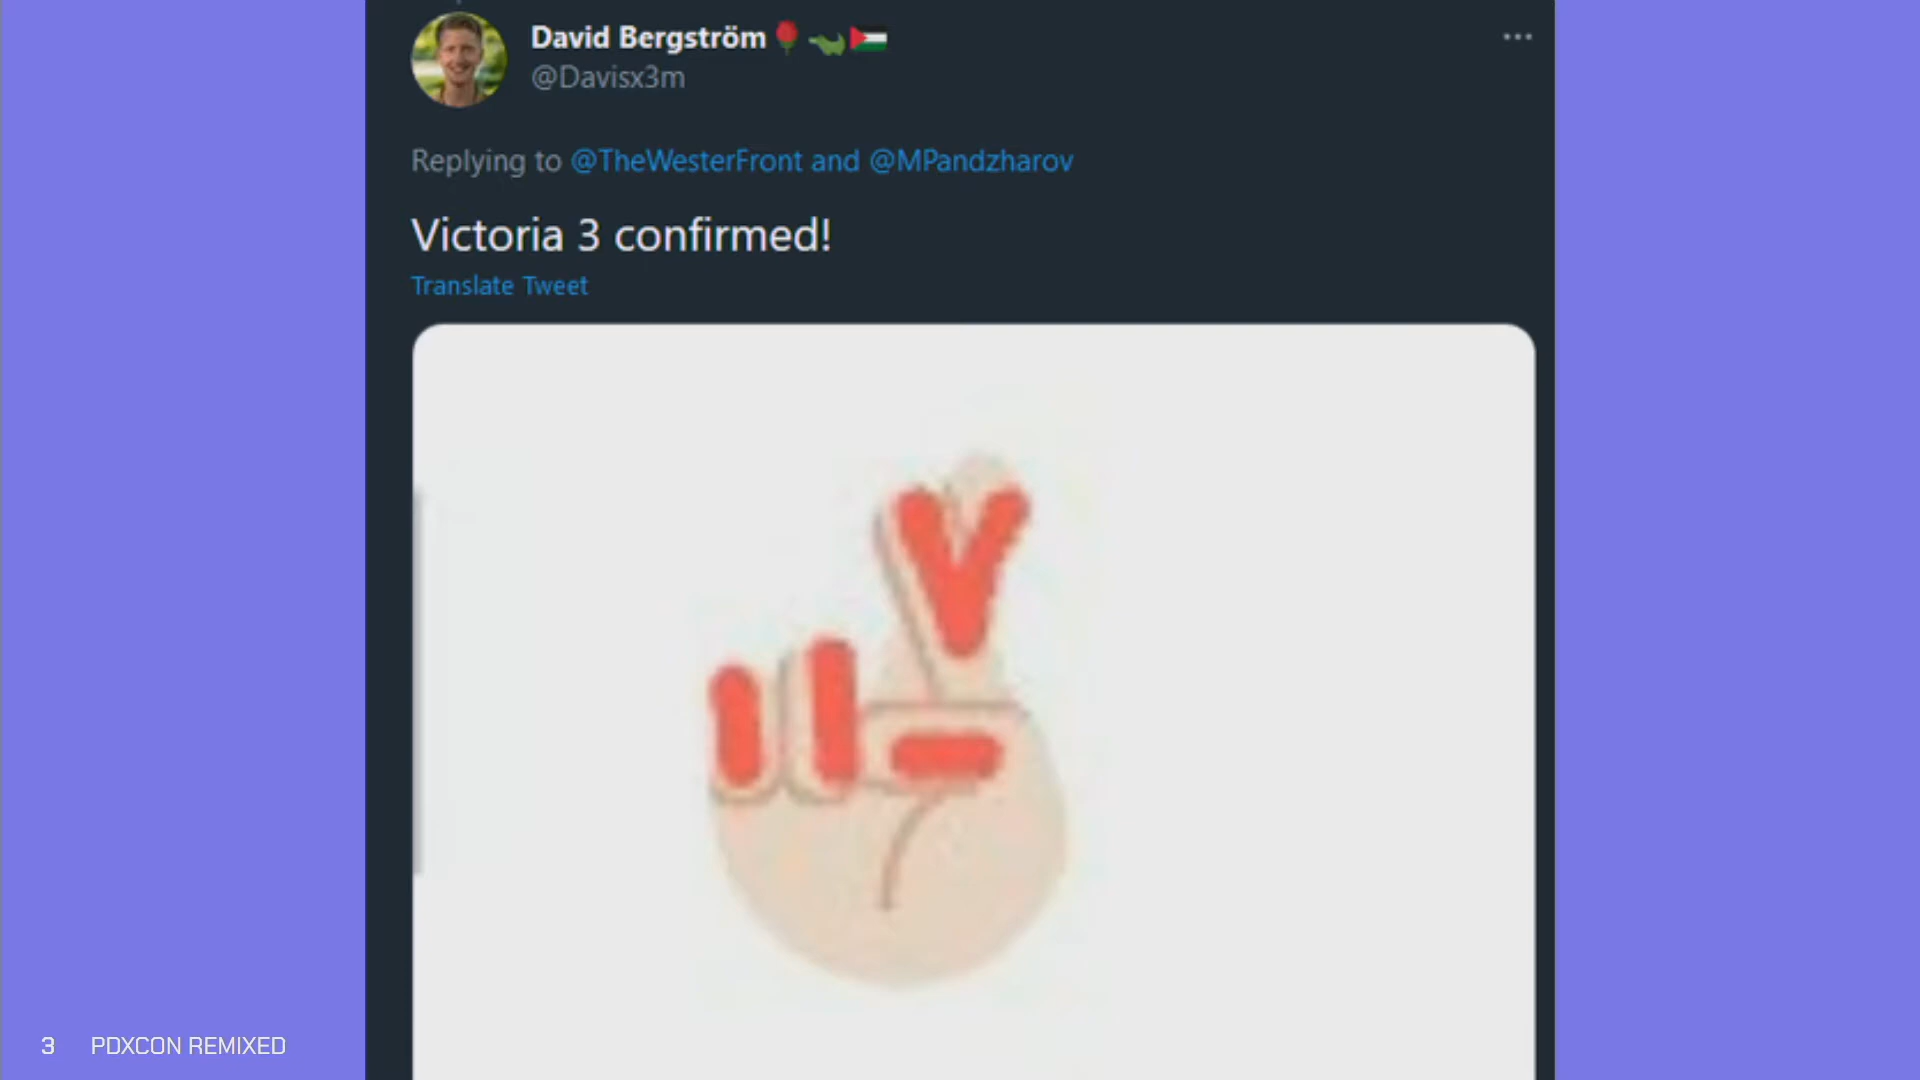 David Bergström
@Davisx3m
Replying to @TheWesterFront and @MPandzharov
Victoria 3 confirmed!
Translate Tweet
3 PDXCON REMIXED